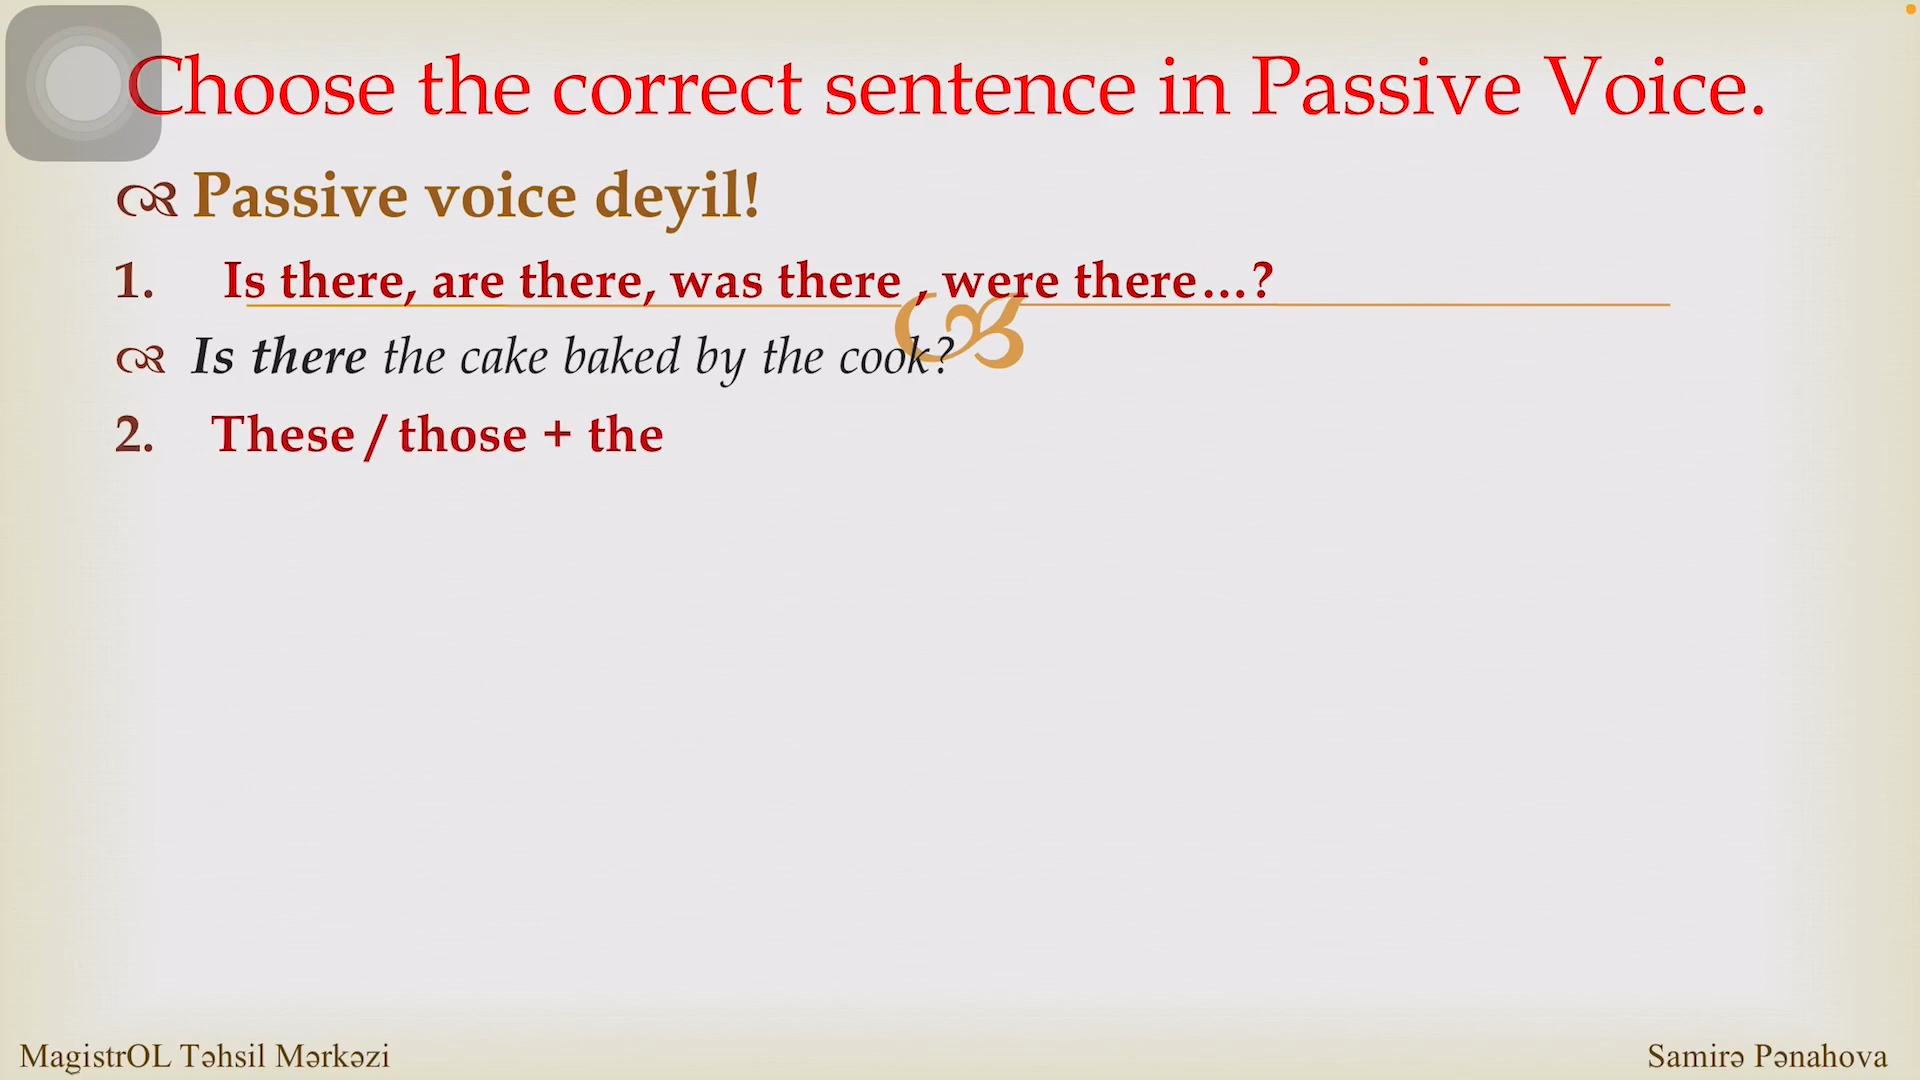 Choose the correct sentence in Passive Voice.
Passive voice deyil!
1. Is there, are there, was there , were there...?
Is there the cake baked by the cook?
2. These / those + the
MagistrOL Təhsil Mərkəzi
Samirə Pənahova